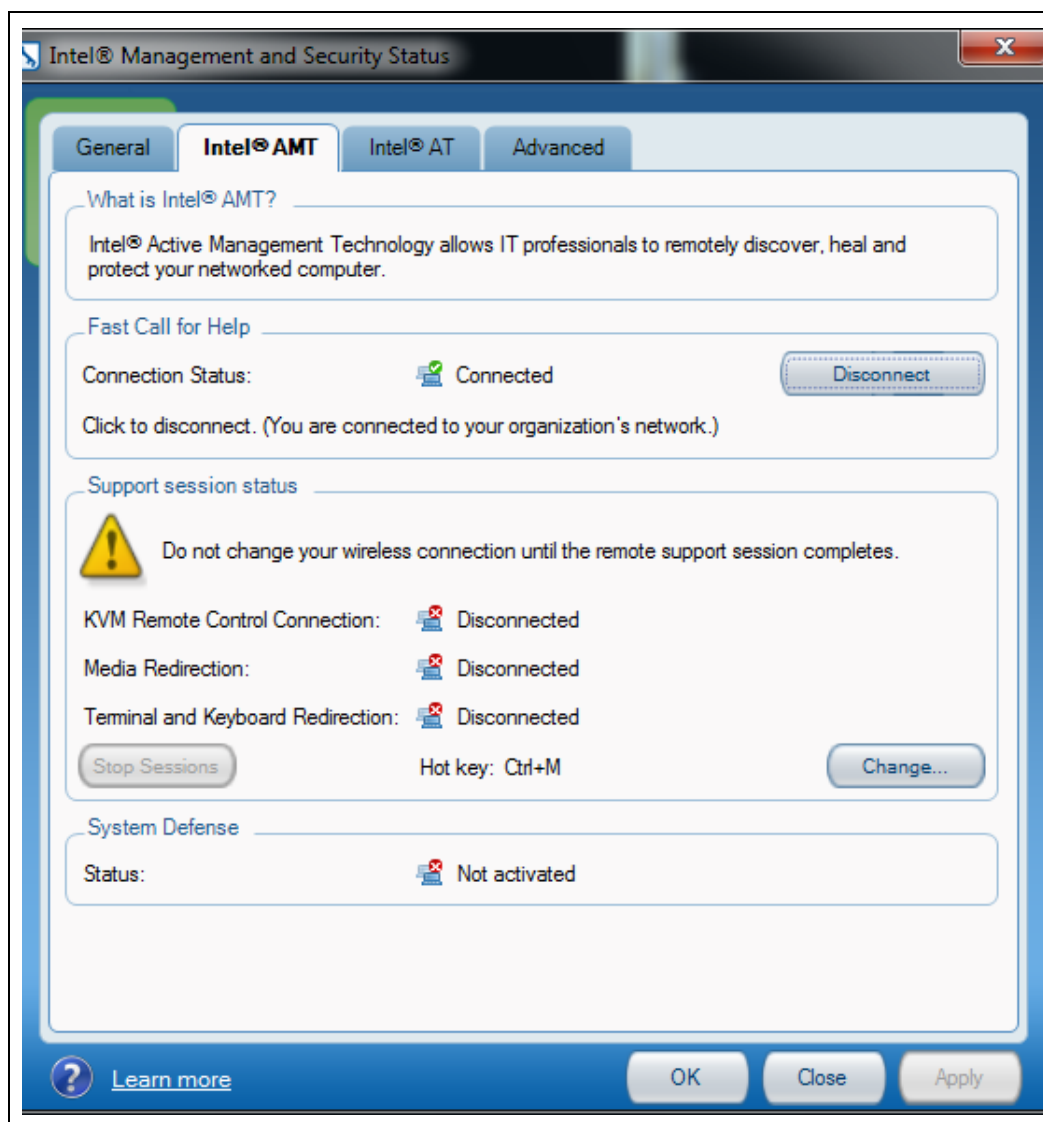 Intel® Management and Security Status
General Intel® AMT Intel® AT Advanced
What is Intel® AMT?
Intel® Active Management Technology allows IT professionals to remotely discover, heal and
protect your networked computer.
Fast Call for Help
Connection Status: Connected Disconnect
Click to disconnect. (You are connected to your organization's network.)
Support session status
Do not change your wireless connection until the remote support session completes.
KVM Remote Control Connection: Disconnected
Media Redirection: Disconnected
Terminal and Keyboard Redirection: Disconnected
Stop Sessions Hot key: Ctrl+M Change...
System Defense
Status: Not activated
? Learn more OK Close Apply